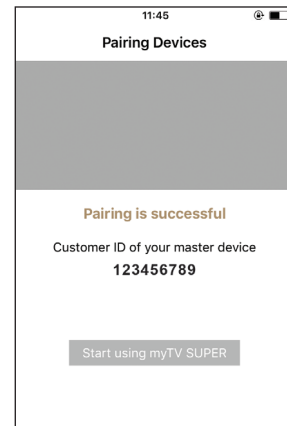 11:45
Pairing Devices
Pairing is successful
Customer ID of your master device
123456789
Start using myTV SUPER